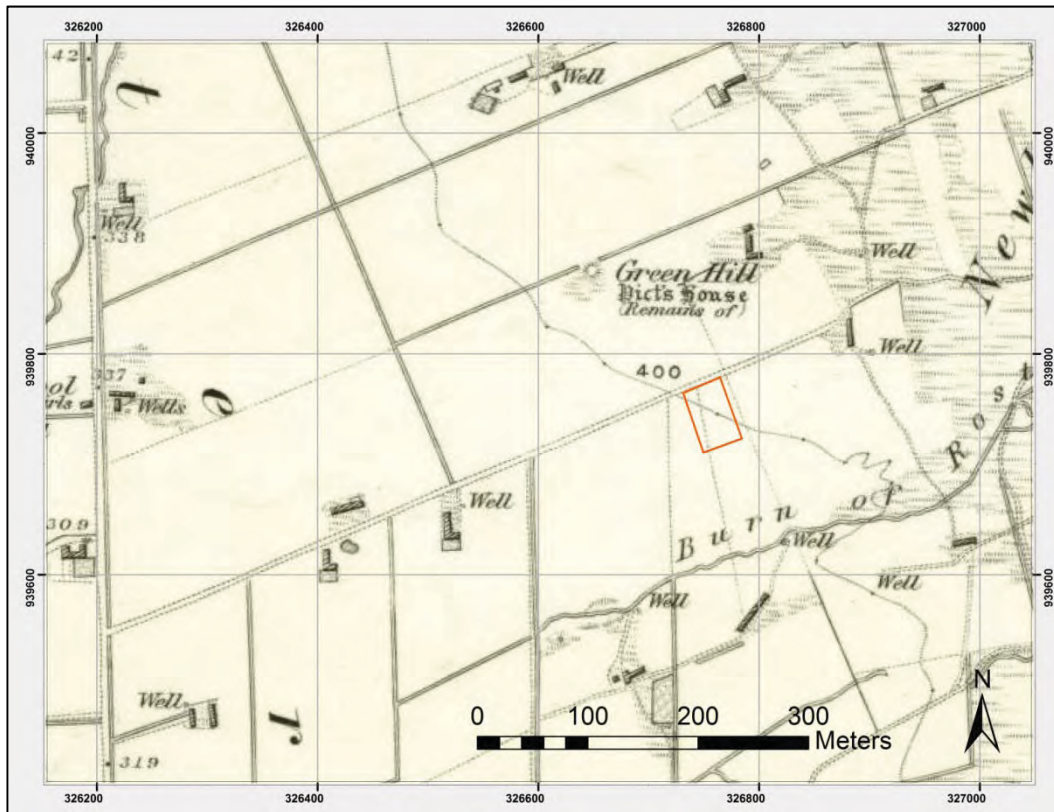 326200 326400 326600 326800 327000
940000
940000
939800
939800
939600
939600
42
t
Well
Well
338
Green Hill
Pict's House
(Remains of)
Well
New
Well
400
337
Wells
e
Rost
309
Well
Burn of
Well
Well
Well
Well
r
319
0 100 200 300
Meters
N
326200 326400 326600 326800 327000